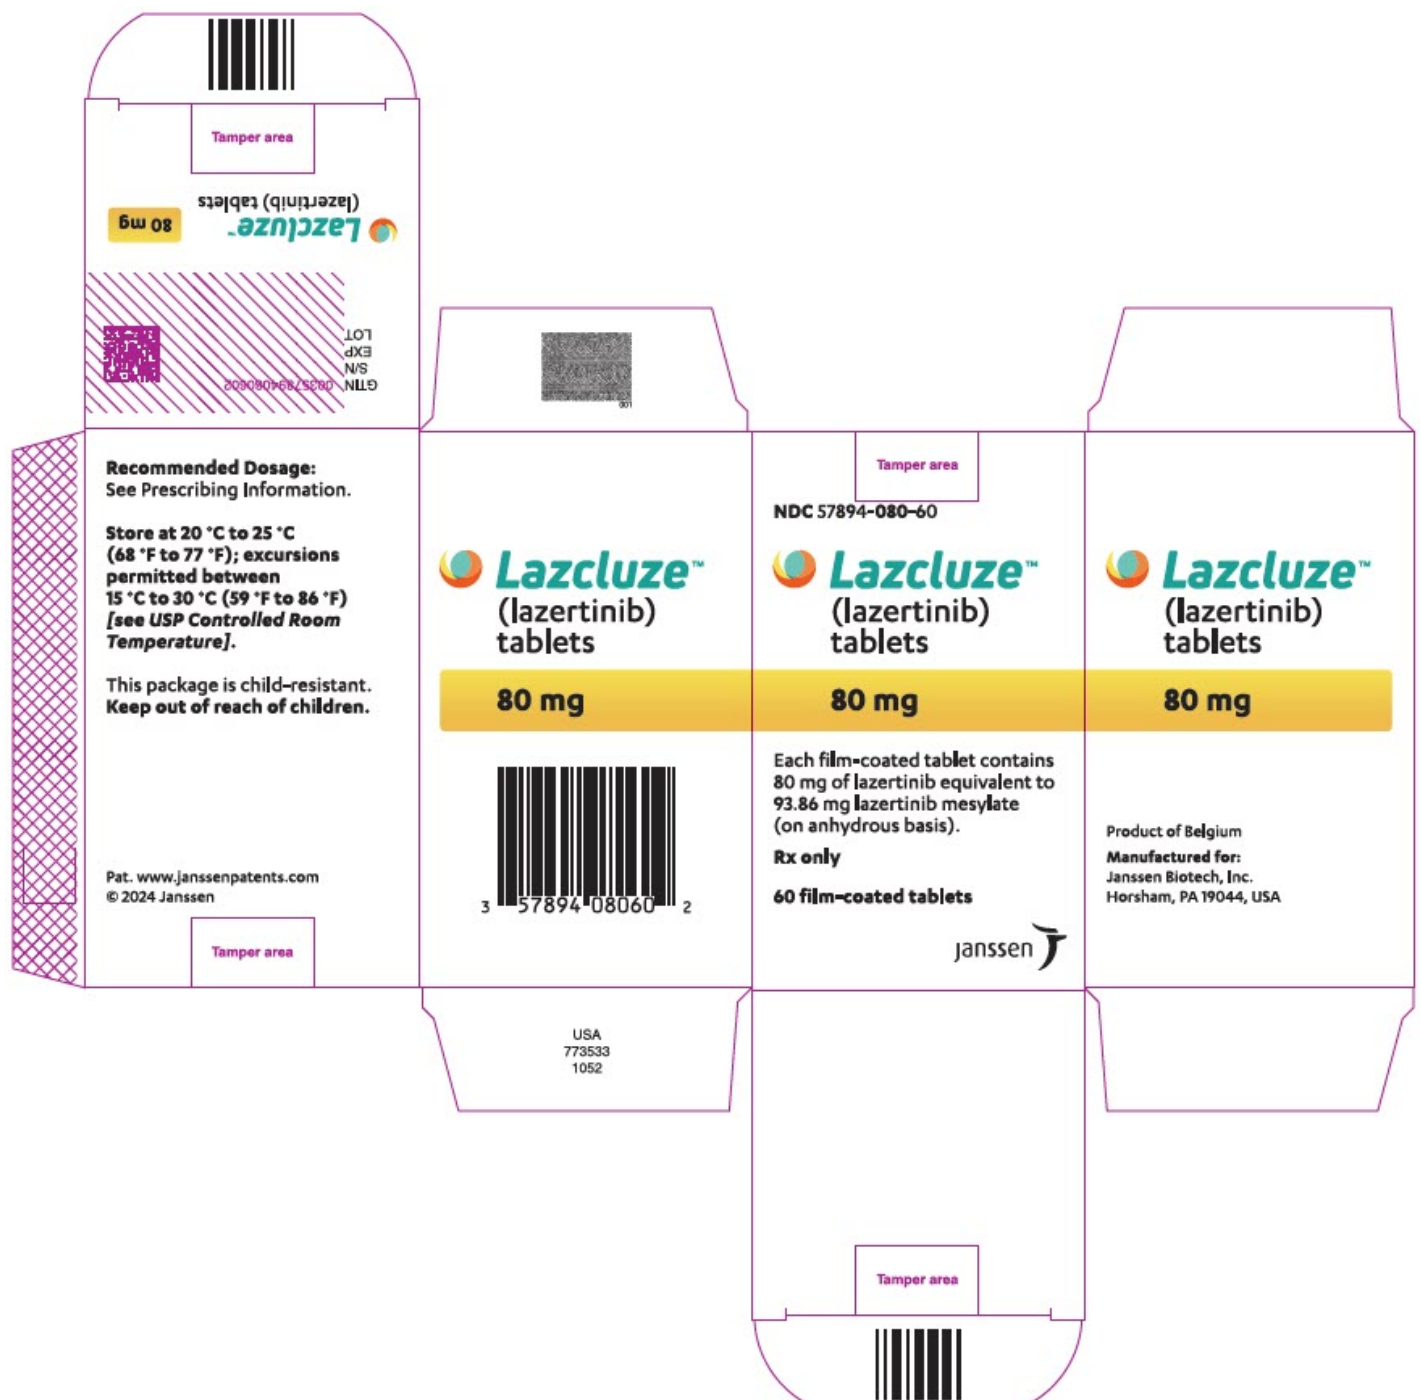 Tamper area
Lazcluze™
(lazertinib) tablets
80 mg
GTIN 00357894080602
S/N
EXP
LOT
Recommended Dosage:
See Prescribing Information.
Store at 20 °C to 25 °C
(68 °F to 77 °F); excursions
permitted between
15 °C to 30 °C (59 °F to 86 °F)
[see USP Controlled Room
Temperature].
This package is child-resistant.
Keep out of reach of children.
Pat. www.janssenpatents.com
© 2024 Janssen
Tamper area
001
Lazcluze™
(lazertinib)
tablets
80 mg
3 57894 08060 2
USA
773533
1052
Tamper area
NDC 57894-080-60
Lazcluze™
(lazertinib)
tablets
80 mg
Each film-coated tablet contains
80 mg of lazertinib equivalent to
93.86 mg lazertinib mesylate
(on anhydrous basis).
Rx only
60 film-coated tablets
janssen
Tamper area
Lazcluze™
(lazertinib)
tablets
80 mg
Product of Belgium
Manufactured for:
Janssen Biotech, Inc.
Horsham, PA 19044, USA